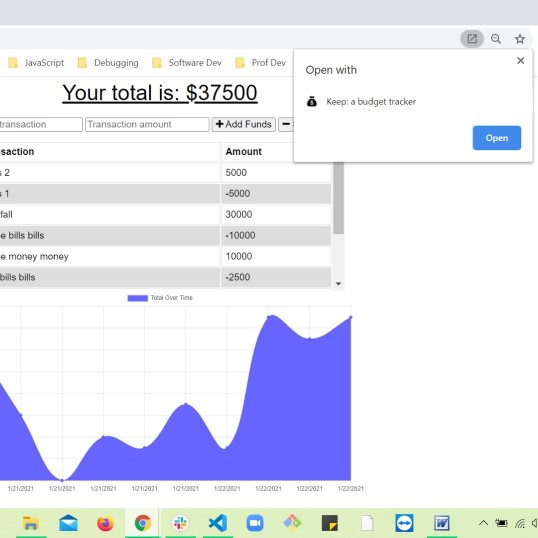 JavaScript Debugging Software Dev Prof Dev
Open with
Keep: a budget tracker
Open
Your total is: $37500
transaction Transaction amount Add Funds
saction Amount
s 2 5000
s 1 -5000
fall 30000
e bills bills -10000
e money money 10000
bills bills -2500
Total Over Time
1/21/2021 1/21/2021 1/21/2021 1/21/2021 1/21/2021 1/22/2021 1/22/2021 1/22/2021 1/22/2021